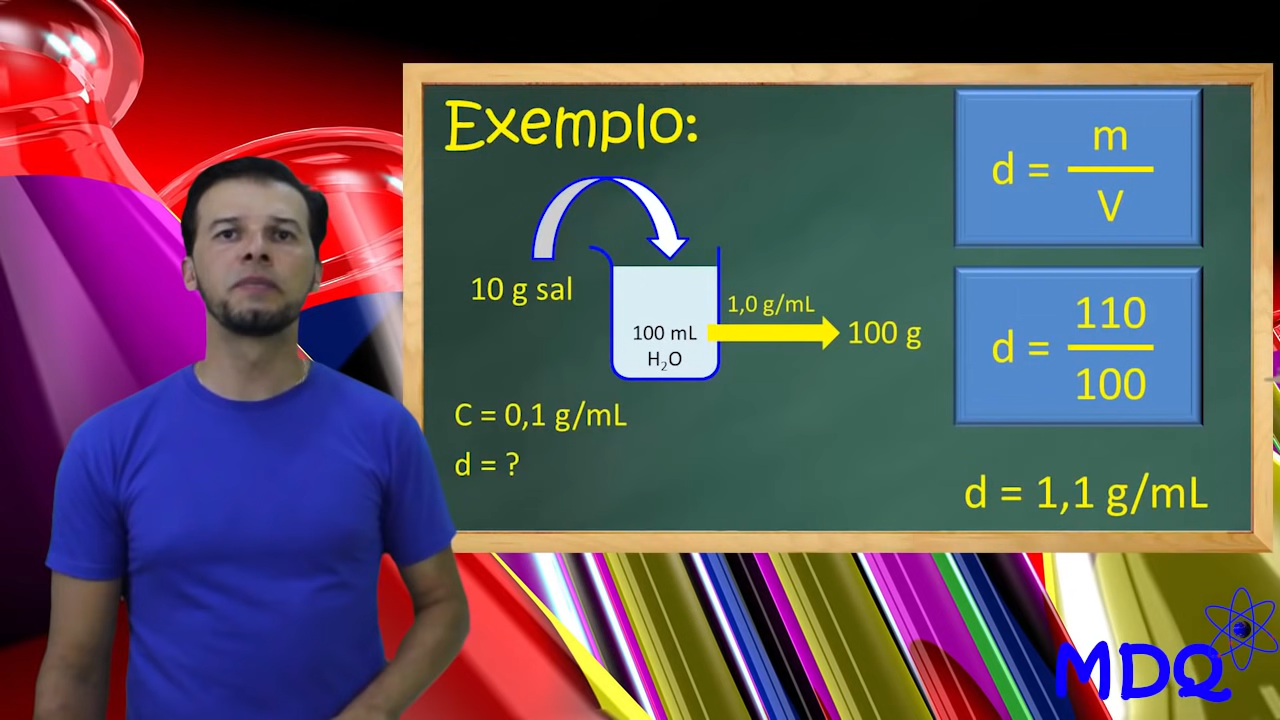 Exemplo:
10 g sal
100 mL
H₂O
1,0 g/mL
100 g
C = 0,1 g/mL
d = ?
d = m/V
d = 110/100
d = 1,1 g/mL
MDQ